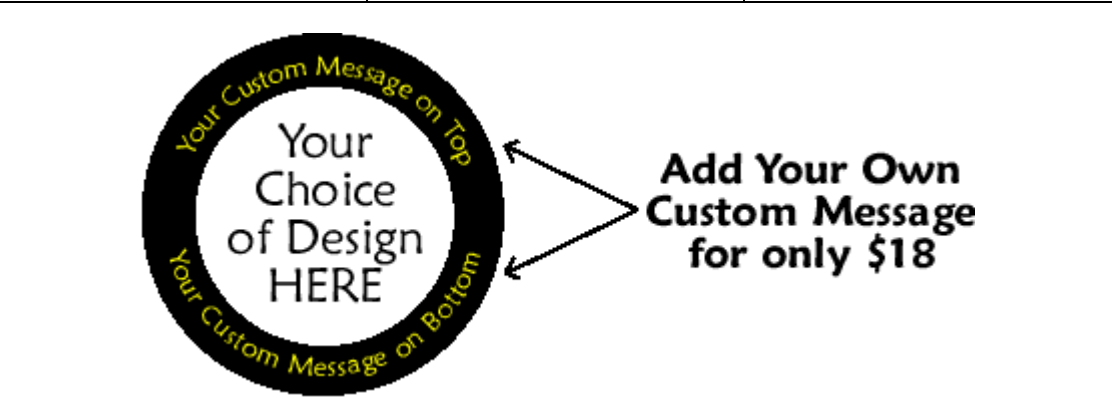 Your Custom Message on Top
Your
Choice
of Design
HERE
Your Custom Message on Bottom
Add Your Own
Custom Message
for only $18